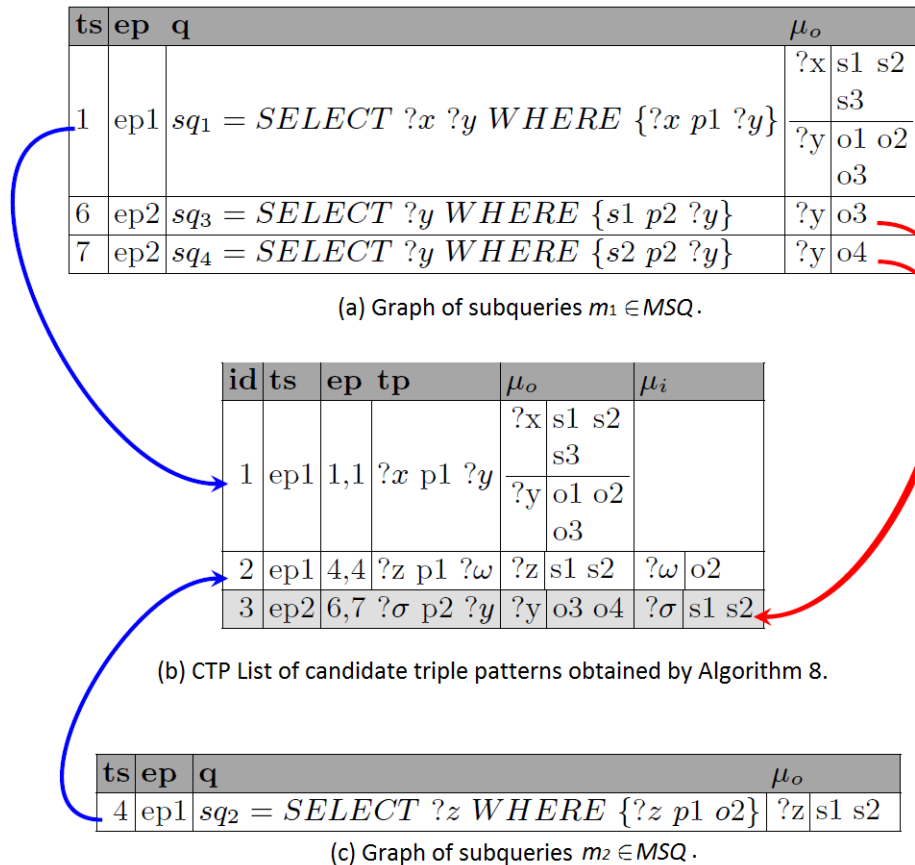 ts ep q μo
1 ep1 sq1 = SELECT ?x ?y WHERE {?x p1 ?y} ?x s1 s2
s3
?y o1 o2
o3
6 ep2 sq3 = SELECT ?y WHERE {s1 p2 ?y} ?y o3
7 ep2 sq4 = SELECT ?y WHERE {s2 p2 ?y} ?y o4
(a) Graph of subqueries m1 ∈ MSQ.
id ts ep tp μo μi
1 ep1 1,1 ?x p1 ?y ?x s1 s2
s3
?y o1 o2
o3
2 ep1 4,4 ?z p1 ?ω ?z s1 s2 ?ω o2
3 ep2 6,7 ?σ p2 ?y ?y o3 o4 ?σ s1 s2
(b) CTP List of candidate triple patterns obtained by Algorithm 8.
ts ep q μo
4 ep1 sq2 = SELECT ?z WHERE {?z p1 o2} ?z s1 s2
(c) Graph of subqueries m2 ∈ MSQ.